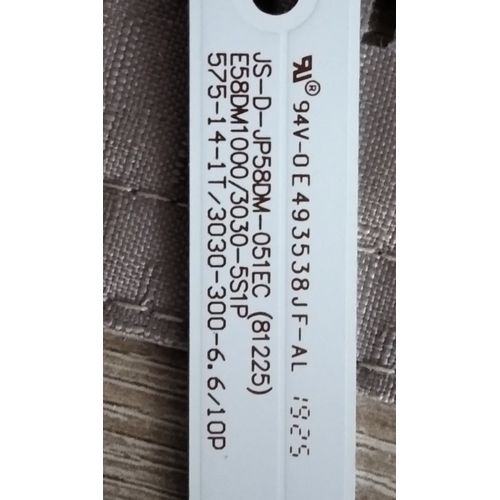 94V-0 E493538 JF-AL 1925
JS-D-JP58DM-051EC (81225)
E58DM1000/3030-5S1P
575-14-1T/3030-300-6.6/10P